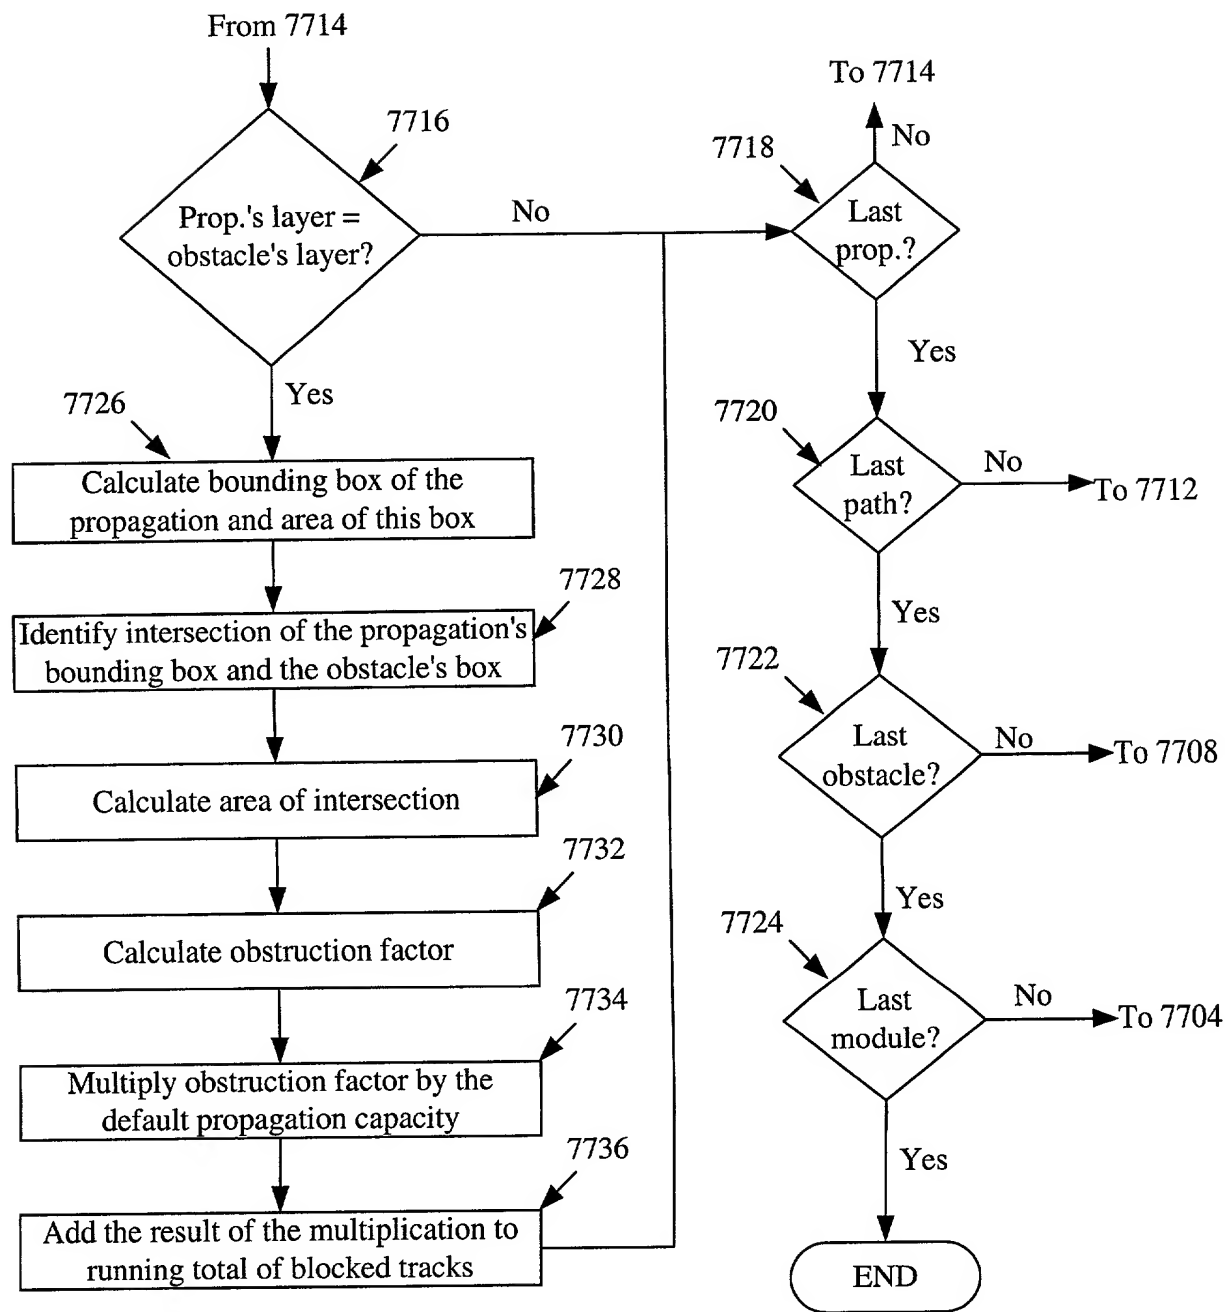 From 7714
7716
Prop.'s layer =
obstacle's layer?
No
Yes
7726
Calculate bounding box of the
propagation and area of this box
7728
Identify intersection of the propagation's
bounding box and the obstacle's box
7730
Calculate area of intersection
7732
Calculate obstruction factor
7734
Multiply obstruction factor by the
default propagation capacity
7736
Add the result of the multiplication to
running total of blocked tracks
To 7714
No
7718
Last
prop.?
Yes
7720
Last
path?
No
To 7712
Yes
7722
Last
obstacle?
No
To 7708
Yes
7724
Last
module?
No
To 7704
Yes
END